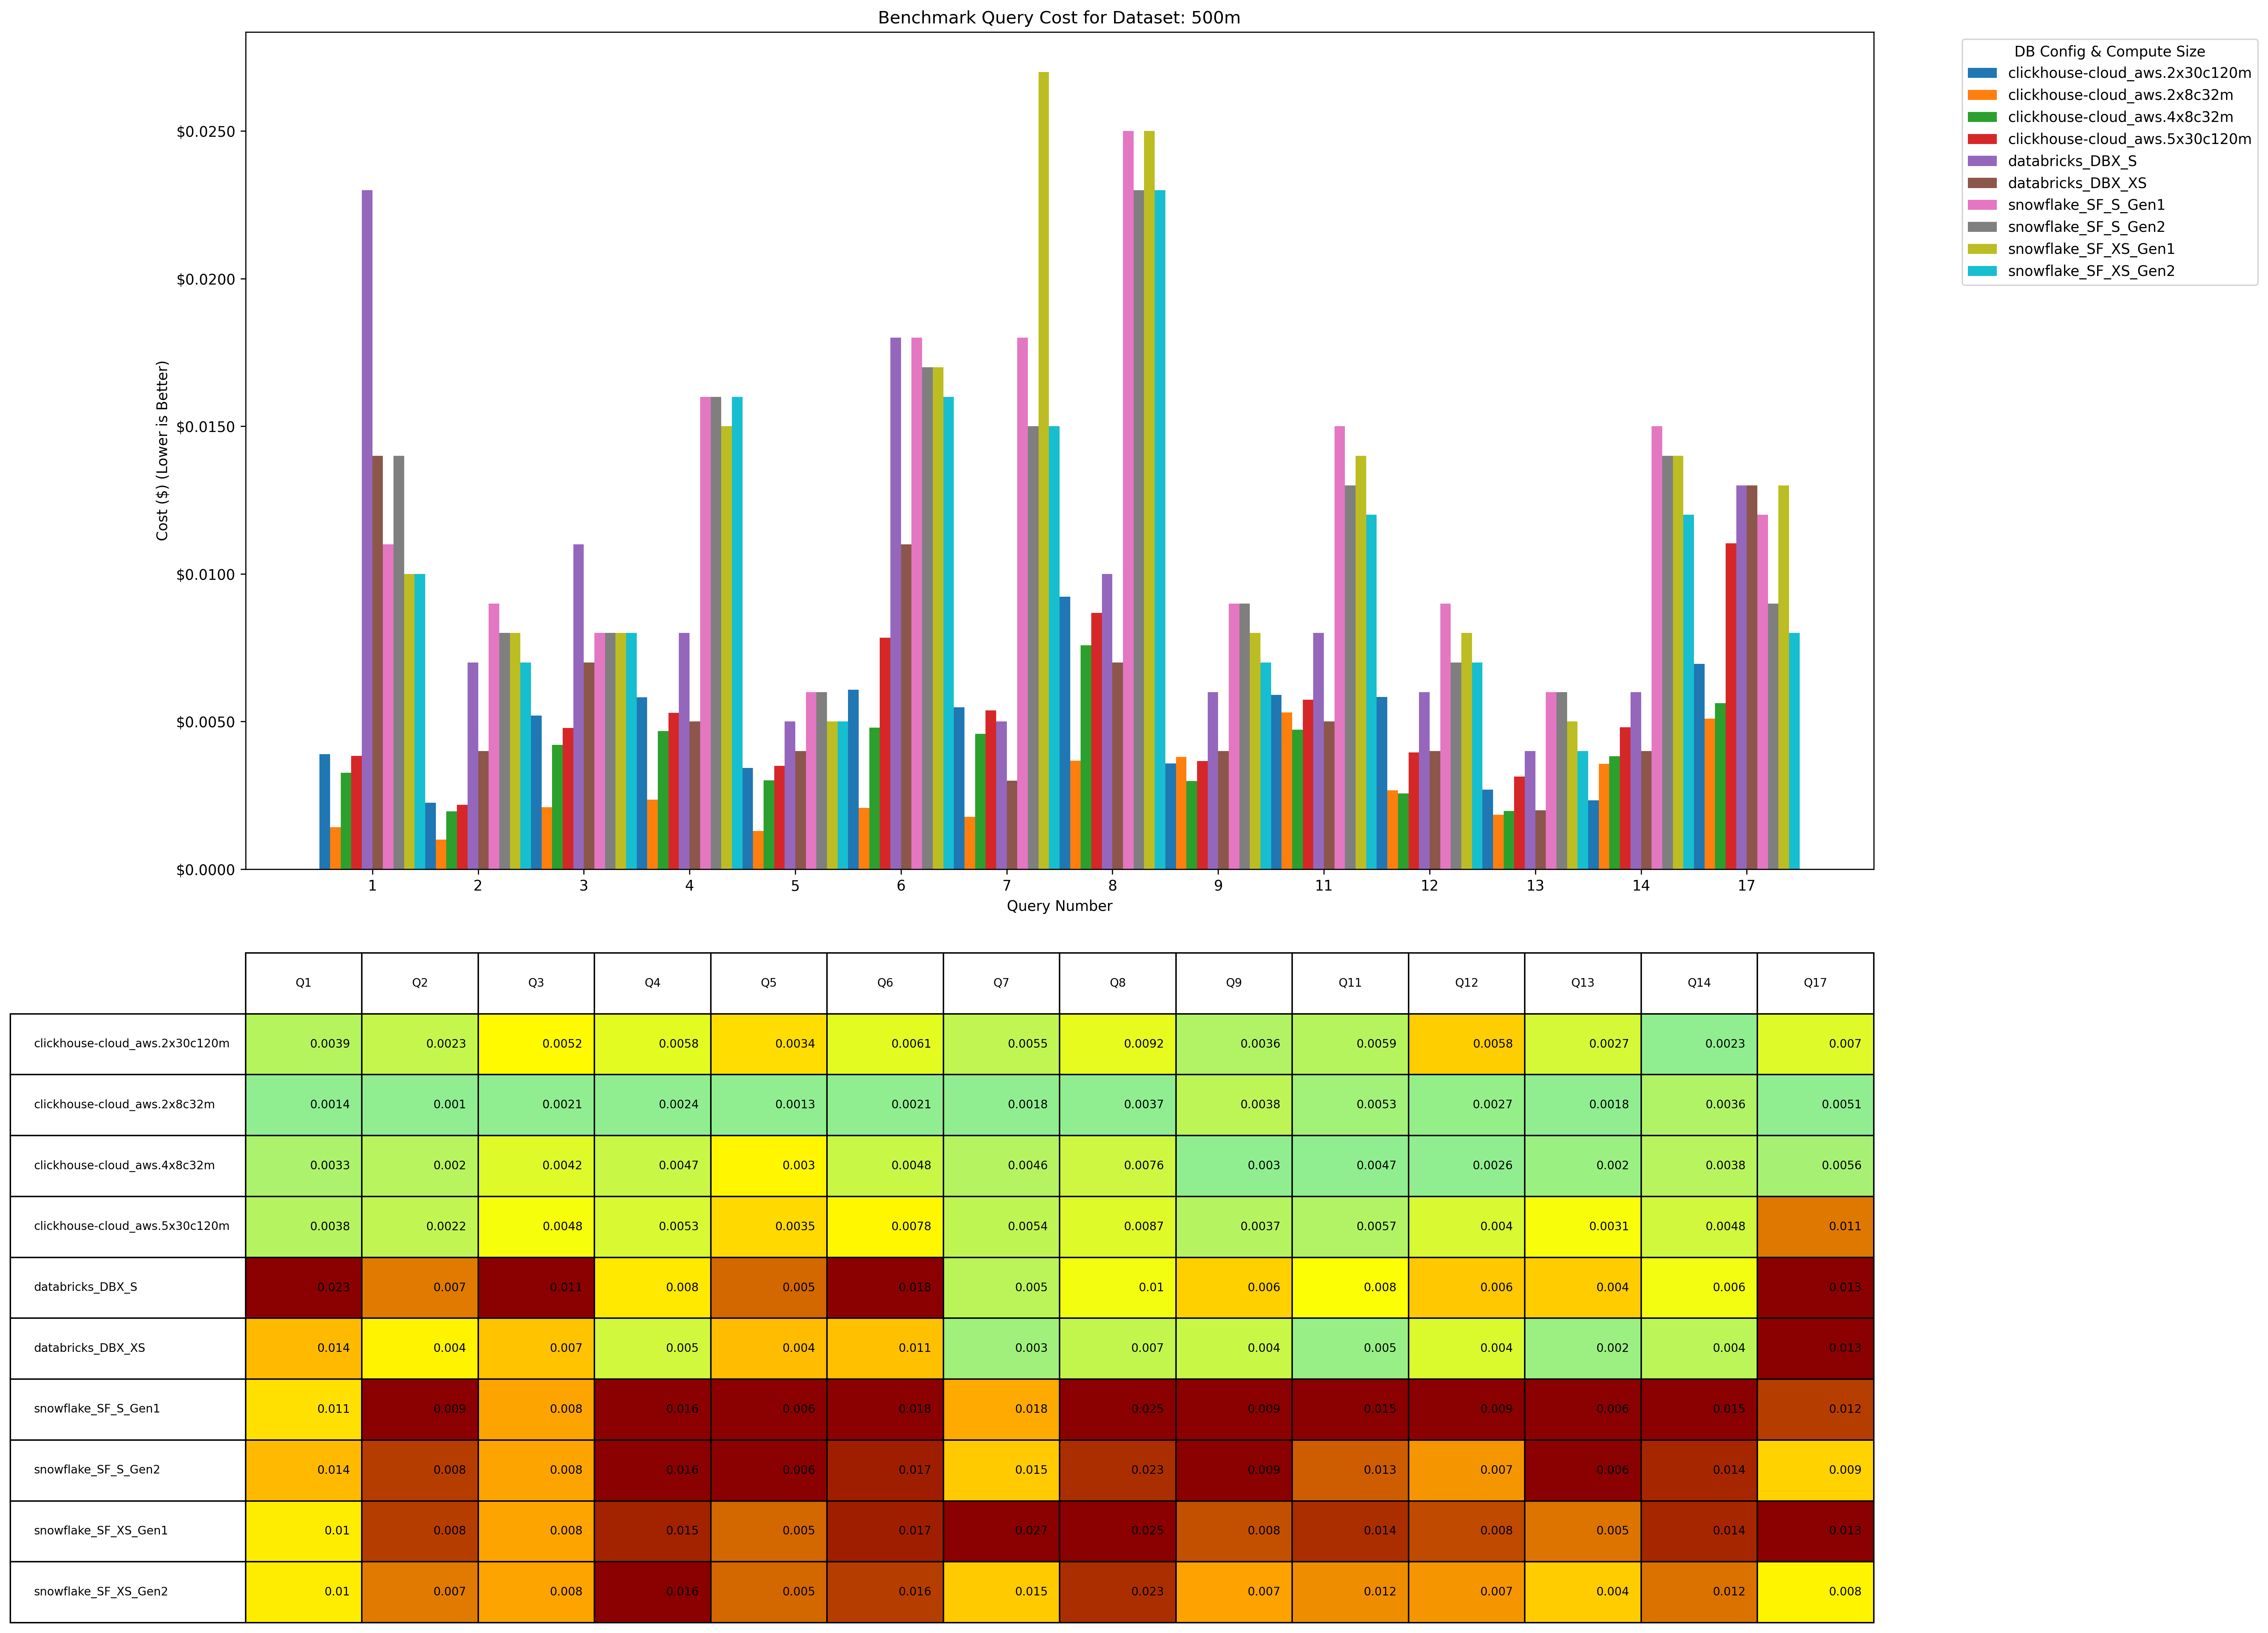 Benchmark Query Cost for Dataset: 500m
DB Config & Compute Size
clickhouse-cloud_aws.2x30c120m
clickhouse-cloud_aws.2x8c32m
clickhouse-cloud_aws.4x8c32m
clickhouse-cloud_aws.5x30c120m
databricks_DBX_S
databricks_DBX_XS
snowflake_SF_S_Gen1
snowflake_SF_S_Gen2
snowflake_SF_XS_Gen1
snowflake_SF_XS_Gen2
Cost ($) (Lower is Better)
$0.0250
$0.0200
$0.0150
$0.0100
$0.0050
$0.0000
1 2 3 4 5 6 7 8 9 11 12 13 14 17
Query Number
Q1 Q2 Q3 Q4 Q5 Q6 Q7 Q8 Q9 Q11 Q12 Q13 Q14 Q17
clickhouse-cloud_aws.2x30c120m 0.0039 0.0023 0.0052 0.0058 0.0034 0.0061 0.0055 0.0092 0.0036 0.0059 0.0058 0.0027 0.0023 0.007
clickhouse-cloud_aws.2x8c32m 0.0014 0.001 0.0021 0.0024 0.0013 0.0021 0.0018 0.0037 0.0038 0.0053 0.0027 0.0018 0.0036 0.0051
clickhouse-cloud_aws.4x8c32m 0.0033 0.002 0.0042 0.0047 0.003 0.0048 0.0046 0.0076 0.003 0.0047 0.0026 0.002 0.0038 0.0056
clickhouse-cloud_aws.5x30c120m 0.0038 0.0022 0.0048 0.0053 0.0035 0.0078 0.0054 0.0087 0.0037 0.0057 0.004 0.0031 0.0048 0.011
databricks_DBX_S 0.023 0.007 0.011 0.008 0.005 0.018 0.005 0.01 0.006 0.008 0.006 0.004 0.006 0.013
databricks_DBX_XS 0.014 0.004 0.007 0.005 0.004 0.011 0.003 0.007 0.004 0.005 0.004 0.002 0.004 0.013
snowflake_SF_S_Gen1 0.011 0.009 0.008 0.016 0.006 0.018 0.018 0.025 0.009 0.015 0.009 0.006 0.015 0.012
snowflake_SF_S_Gen2 0.014 0.008 0.008 0.016 0.006 0.017 0.015 0.023 0.009 0.013 0.007 0.006 0.014 0.009
snowflake_SF_XS_Gen1 0.01 0.008 0.008 0.015 0.005 0.017 0.027 0.025 0.008 0.014 0.008 0.005 0.014 0.013
snowflake_SF_XS_Gen2 0.01 0.007 0.008 0.016 0.005 0.016 0.015 0.023 0.007 0.012 0.007 0.004 0.012 0.008